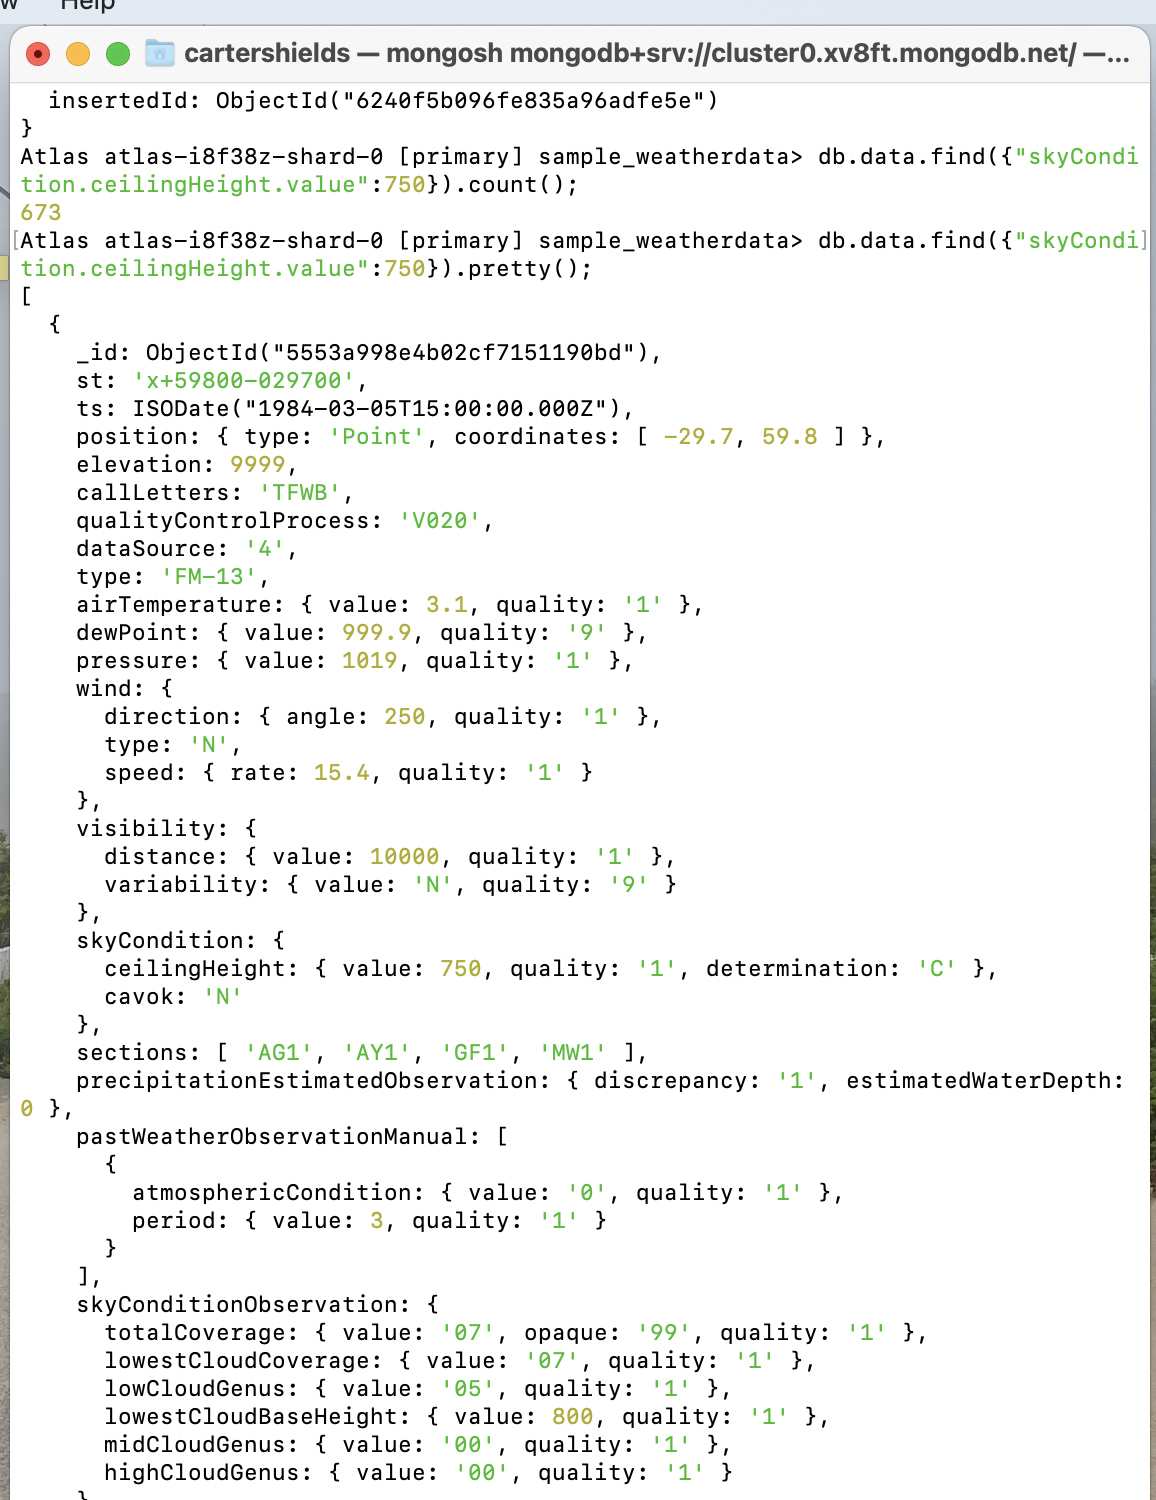 Help
cartershields — mongosh mongodb+srv://cluster0.xv8ft.mongodb.net/ —...
insertedId: ObjectId("6240f5b096fe835a96adfe5e")
}
Atlas atlas-i8f38z-shard-0 [primary] sample_weatherdata> db.data.find({"skyCondi
tion.ceilingHeight.value":750}).count();
673
[Atlas atlas-i8f38z-shard-0 [primary] sample_weatherdata> db.data.find({"skyCondi]
tion.ceilingHeight.value":750}).pretty();
[
{
_id: ObjectId("5553a998e4b02cf7151190bd"),
st: 'x+59800-029700',
ts: ISODate("1984-03-05T15:00:00.000Z"),
position: { type: 'Point', coordinates: [ -29.7, 59.8 ] },
elevation: 9999,
callLetters: 'TFWB',
qualityControlProcess: 'V020',
dataSource: '4',
type: 'FM-13',
airTemperature: { value: 3.1, quality: '1' },
dewPoint: { value: 999.9, quality: '9' },
pressure: { value: 1019, quality: '1' },
wind: {
direction: { angle: 250, quality: '1' },
type: 'N',
speed: { rate: 15.4, quality: '1' }
},
visibility: {
distance: { value: 10000, quality: '1' },
variability: { value: 'N', quality: '9' }
},
skyCondition: {
ceilingHeight: { value: 750, quality: '1', determination: 'C' },
cavok: 'N'
},
sections: [ 'AG1', 'AY1', 'GF1', 'MW1' ],
precipitationEstimatedObservation: { discrepancy: '1', estimatedWaterDepth:
0 },
pastWeatherObservationManual: [
{
atmosphericCondition: { value: '0', quality: '1' },
period: { value: 3, quality: '1' }
}
],
skyConditionObservation: {
totalCoverage: { value: '07', opaque: '99', quality: '1' },
lowestCloudCoverage: { value: '07', quality: '1' },
lowCloudGenus: { value: '05', quality: '1' },
lowestCloudBaseHeight: { value: 800, quality: '1' },
midCloudGenus: { value: '00', quality: '1' },
highCloudGenus: { value: '00', quality: '1' }
}